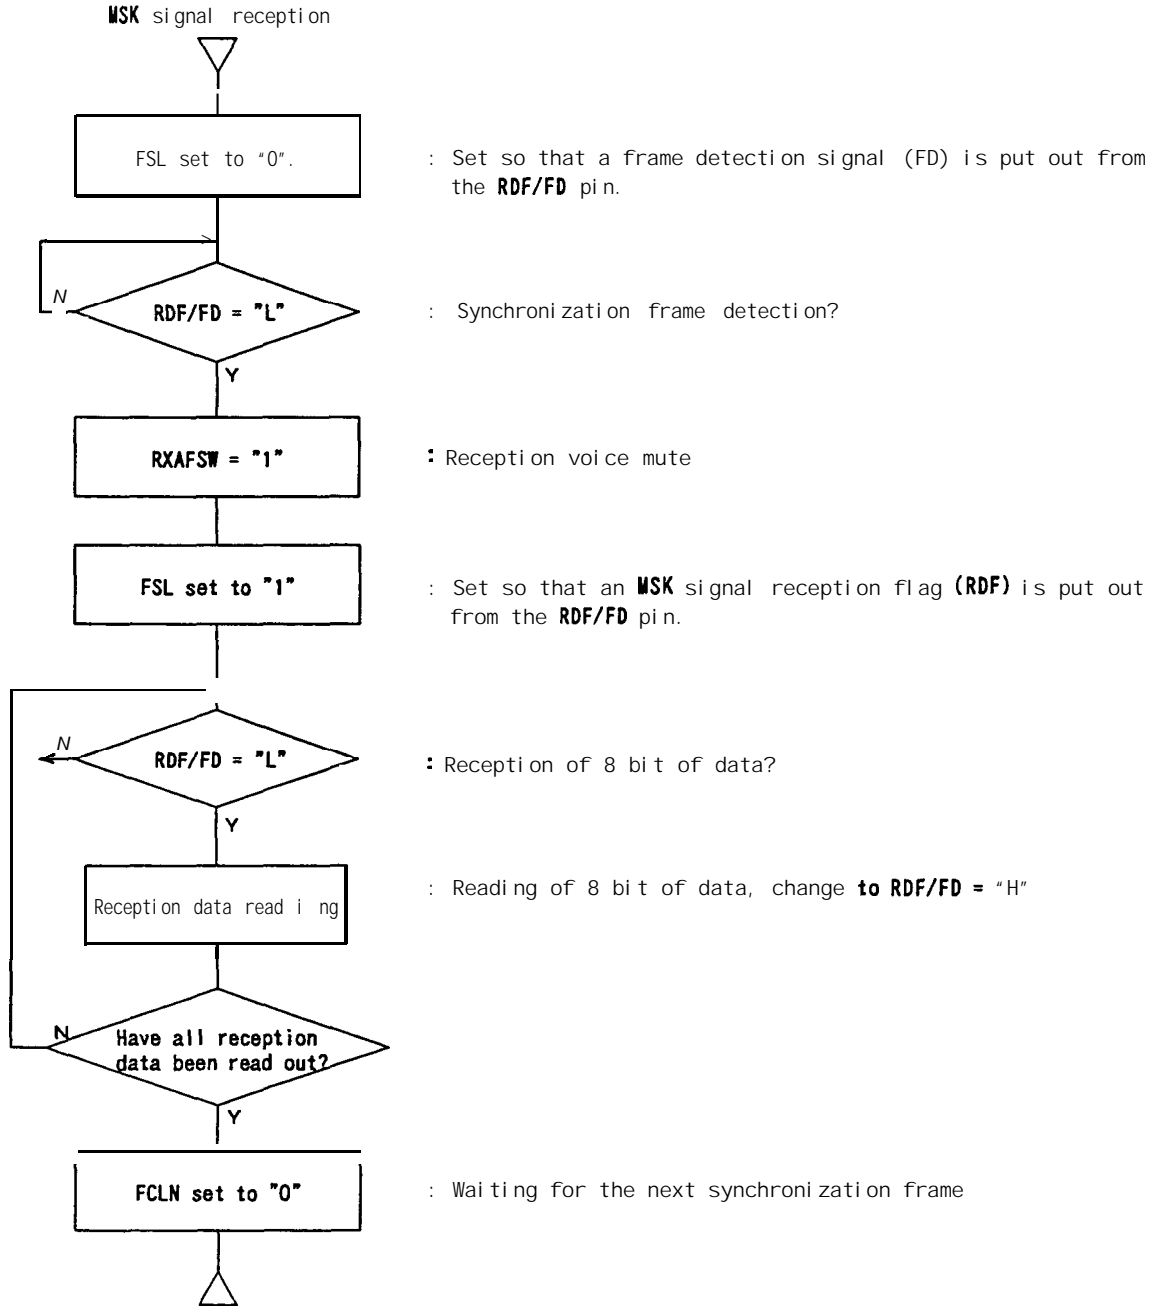 MSK signal reception
FSL set to "0".
: Set so that a frame detection signal (FD) is put out from
the RDF/FD pin.
N
RDF/FD = "L"
: Synchronization frame detection?
Y
RXAFSW = "1"
: Reception voice mute
FSL set to "1"
: Set so that an MSK signal reception flag (RDF) is put out
from the RDF/FD pin.
N
RDF/FD = "L"
: Reception of 8 bit of data?
Y
Reception data reading
: Reading of 8 bit of data, change to RDF/FD = "H"
N
Have all reception
data been read out?
Y
FCLN set to "0"
: Waiting for the next synchronization frame